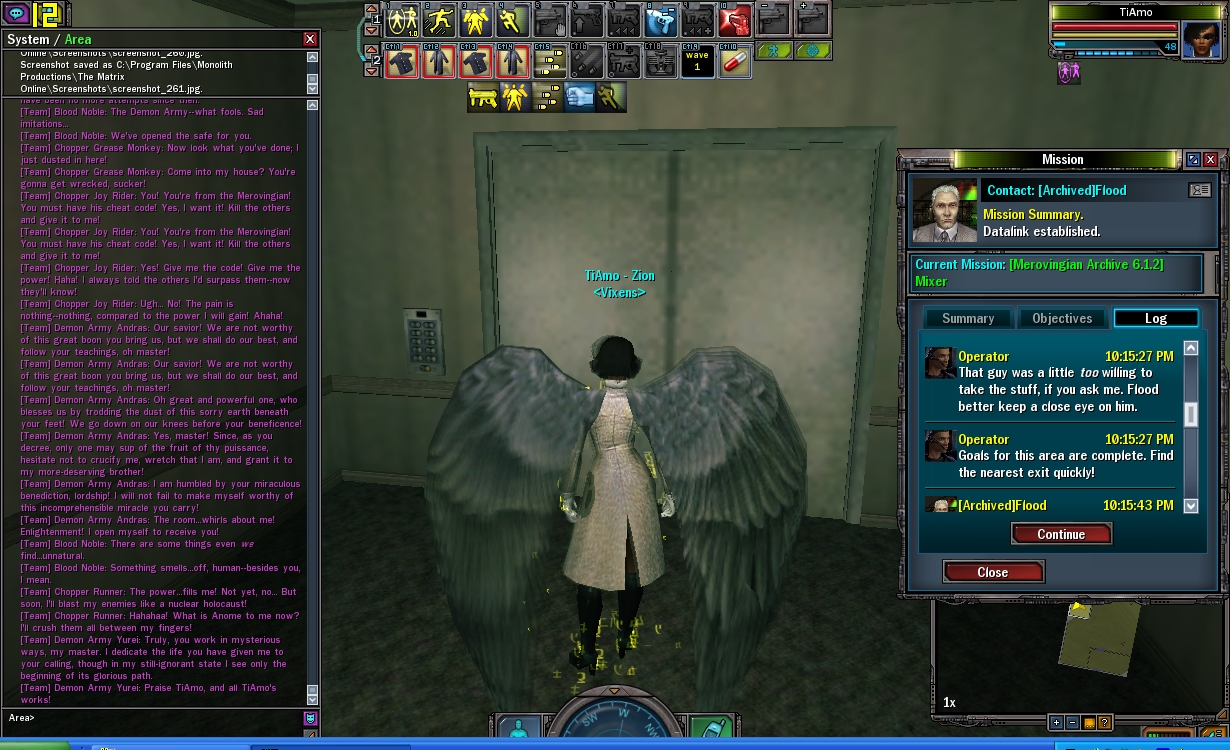 12
System / Area
Online\Screenshots\screenshot_260.jpg.
Screenshot saved as C:\Program Files\Monolith
Productions\The Matrix
Online\Screenshots\screenshot_261.jpg.
have been no more attempts since then.
[Team] Blood Noble: The Demon Army--what fools. Sad
imitations...
[Team] Blood Noble: We've opened the safe for you.
[Team] Chopper Grease Monkey: Now look what you've done; I
just dusted in here!
[Team] Chopper Grease Monkey: Come into my house? You're
gonna get wrecked, sucker!
[Team] Chopper Joy Rider: You! You're from the Merovingian!
You must have his cheat code! Yes, I want it! Kill the others
and give it to me!
[Team] Chopper Joy Rider: You! You're from the Merovingian!
You must have his cheat code! Yes, I want it! Kill the others
and give it to me!
[Team] Chopper Joy Rider: Yes! Give me the code! Give me the
power! Haha! I always told the others I'd surpass them--now
they'll know!
[Team] Chopper Joy Rider: Ugh... No! The pain is
nothing--nothing, compared to the power I will gain! Ahaha!
[Team] Demon Army Andras: Our savior! We are not worthy
of this great boon you bring us, but we shall do our best, and
follow your teachings, oh master!
[Team] Demon Army Andras: Our savior! We are not worthy
of this great boon you bring us, but we shall do our best, and
follow your teachings, oh master!
[Team] Demon Army Andras: Oh great and powerful one, who
blesses us by trodding the dust of this sorry earth beneath
your feet! We go down on our knees before your beneficence!
[Team] Demon Army Andras: Yes, master! Since, as you
decree, only one may sup of the fruit of thy puissance,
hesitate not to crucify me, wretch that I am, and grant it to
my more-deserving brother!
[Team] Demon Army Andras: I am humbled by your miraculous
benediction, lordship! I will not fail to make myself worthy of
this incomprehensible miracle you carry!
[Team] Demon Army Andras: The room...whirls about me!
Enlightenment! I open myself to receive you!
[Team] Blood Noble: There are some things even we
find...unnatural.
[Team] Blood Noble: Something smells...off, human--besides you,
I mean.
[Team] Chopper Runner: The power...fills me! Not yet, no... But
soon, I'll blast my enemies like a nuclear holocaust!
[Team] Chopper Runner: Hahahaa! What is Anome to me now?
I'll crush them all between my fingers!
[Team] Demon Army Yurei: Truly, you work in mysterious
ways, my master. I dedicate the life you have given me to
your calling, though in my still-ignorant state I see only the
beginning of its glorious path.
[Team] Demon Army Yurei: Praise TiAmo, and all TiAmo's
works!
Area>
1
1.0
2
wave
1
TiAmo - Zion
<Vixens>
SW
W
TiAmo
48
Mission
Contact: [Archived]Flood
Mission Summary.
Datalink established.
Current Mission: [Merovingian Archive 6.1.2]
Mixer
Summary
Objectives
Log
Operator 10:15:27 PM
That guy was a little too willing to
take the stuff, if you ask me. Flood
better keep a close eye on him.
Operator 10:15:27 PM
Goals for this area are complete. Find
the nearest exit quickly!
[Archived]Flood 10:15:43 PM
Continue
Close
1x